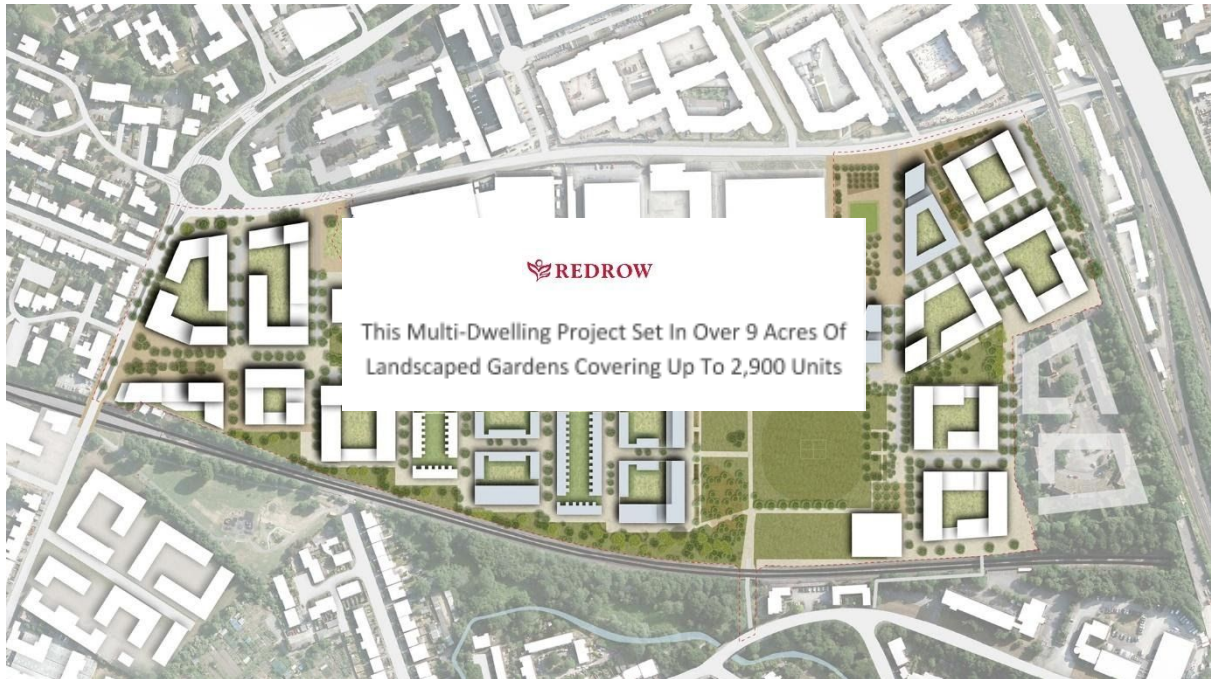 REDROW
This Multi-Dwelling Project Set In Over 9 Acres Of
Landscaped Gardens Covering Up To 2,900 Units